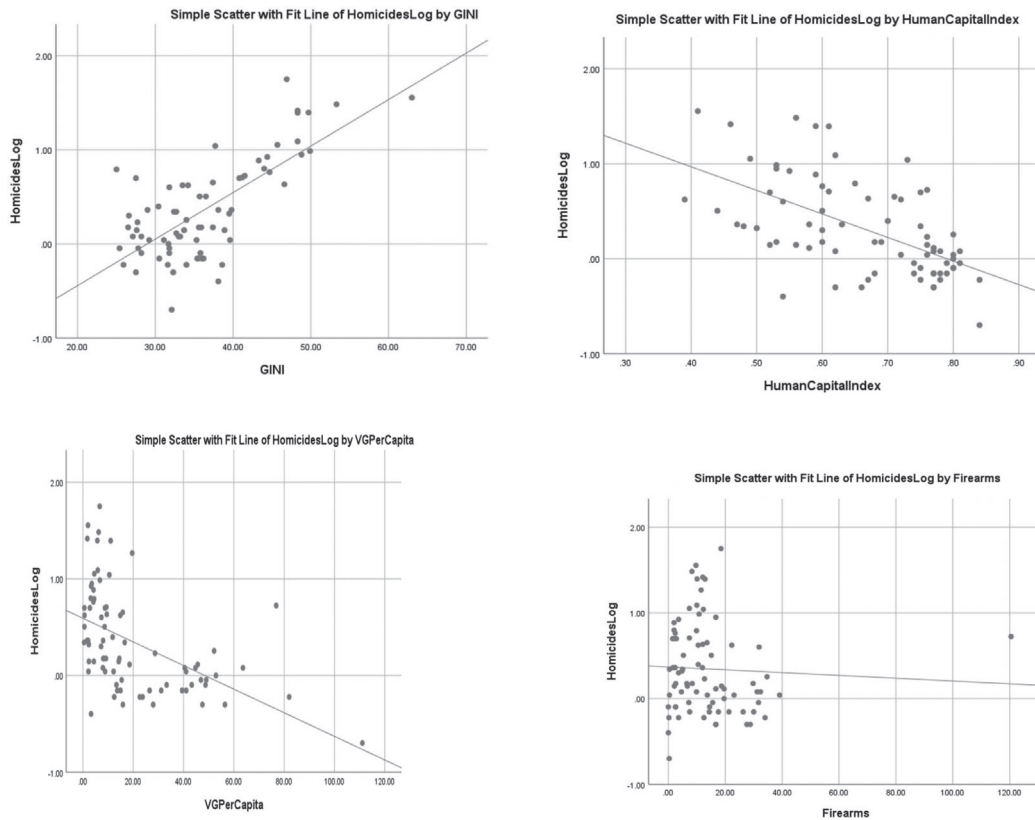 Simple Scatter with Fit Line of HomicidesLog by GINI
2.00
1.00
.00
-1.00
HomicidesLog
20.00 30.00 40.00 50.00 60.00 70.00
GINI
Simple Scatter with Fit Line of HomicidesLog by HumanCapitalIndex
2.00
1.00
.00
-1.00
HomicidesLog
.30 .40 .50 .60 .70 .80 .90
HumanCapitalIndex
Simple Scatter with Fit Line of HomicidesLog by VGPerCapita
2.00
1.00
.00
-1.00
HomicidesLog
.00 20.00 40.00 60.00 80.00 100.00 120.00
VGPerCapita
Simple Scatter with Fit Line of HomicidesLog by Firearms
2.00
1.00
.00
-1.00
HomicidesLog
.00 20.00 40.00 60.00 80.00 100.00 120.00
Firearms